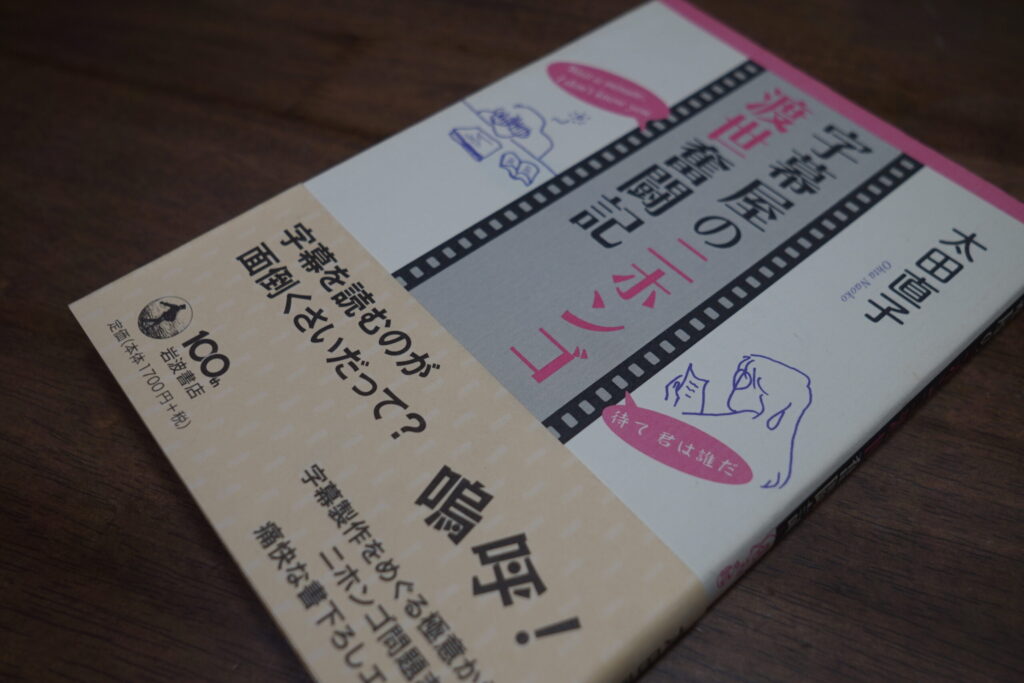 字幕屋のニホンゴ
渡世奮闘記
太田直子
Ohta Naoko
待て 君は誰だ
字幕を読むのが
面倒くさいだって?
嗚呼!
字幕製作をめぐる極意か
ニホンゴ問題
痛快な書下ろしエ
100th
岩波書店
定価(本体1700円+税)